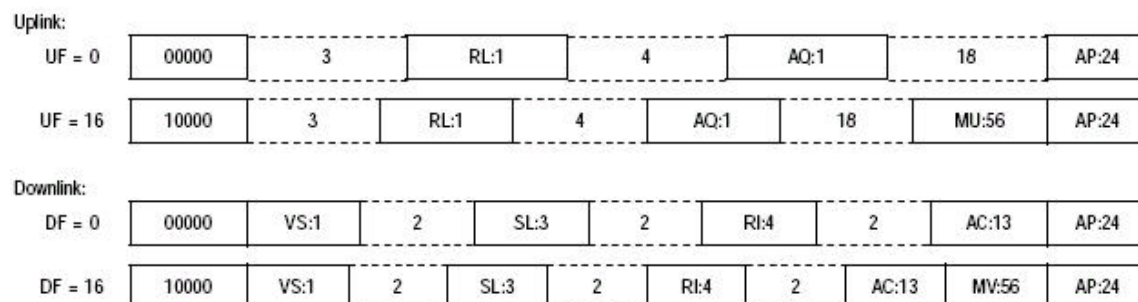 Uplink:
UF = 0 00000 3 RL:1 4 AQ:1 18 AP:24
UF = 16 10000 3 RL:1 4 AQ:1 18 MU:56 AP:24
Downlink:
DF = 0 00000 VS:1 2 SL:3 2 RI:4 2 AC:13 AP:24
DF = 16 10000 VS:1 2 SL:3 2 RI:4 2 AC:13 MV:56 AP:24